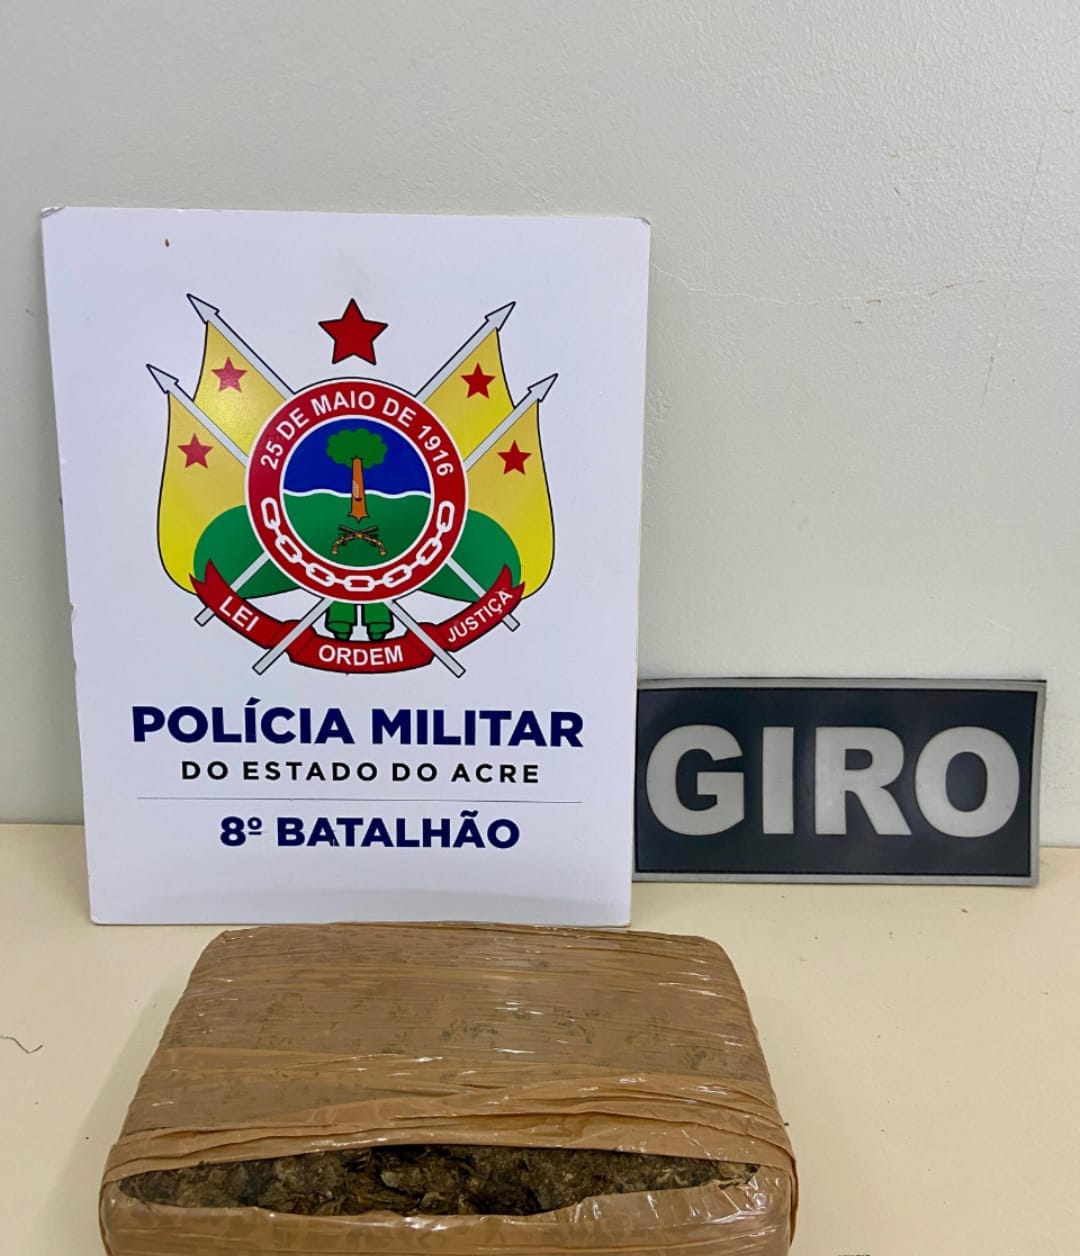 25 DE MAIO DE 1916
LEI
ORDEM
JUSTIÇA
POLÍCIA MILITAR
DO ESTADO DO ACRE
8º BATALHÃO
GIRO